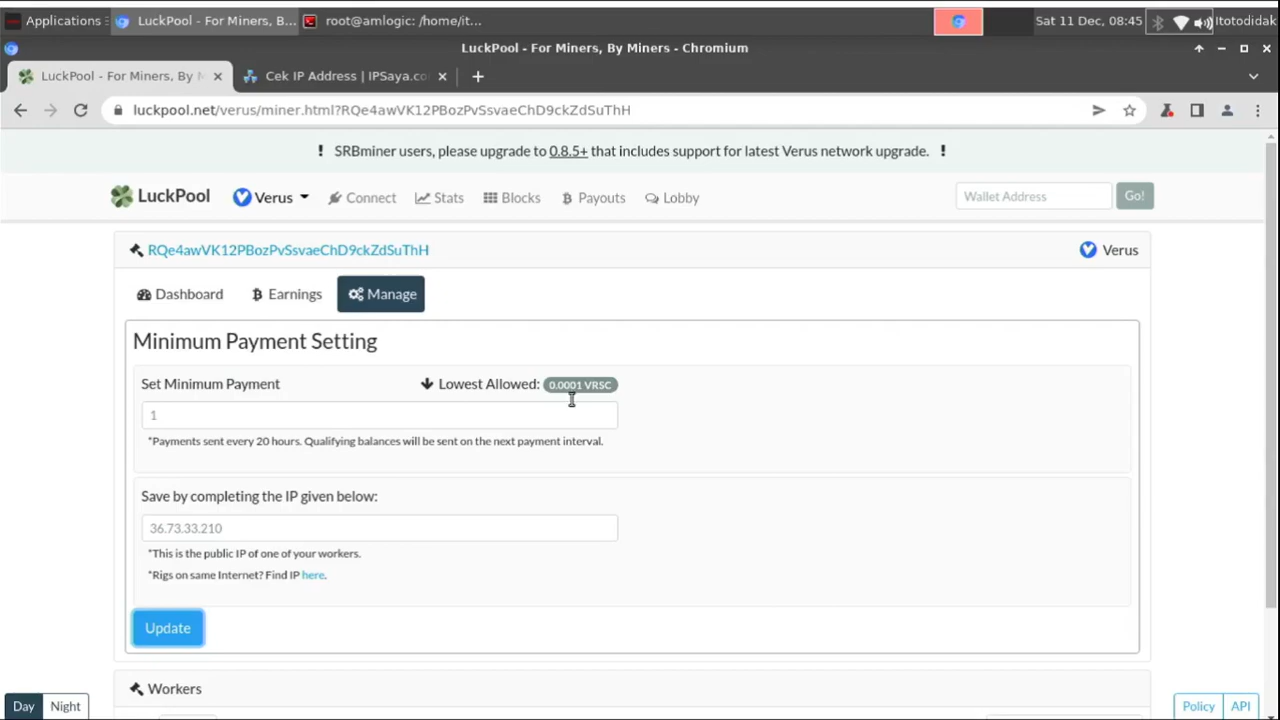 Applications
LuckPool - For Miners, B...
root@amlogic: /home/it...
Sat 11 Dec, 08:45
Itotodidak
LuckPool - For Miners, By Miners - Chromium
LuckPool - For Miners, By M
Cek IP Address | IPSaya.co
luckpool.net/verus/miner.html?RQe4awVK12PBozPvSsvaeChD9ckZdSuThH
! SRBminer users, please upgrade to 0.8.5+ that includes support for latest Verus network upgrade. !
LuckPool Verus Connect Stats Blocks Payouts Lobby Wallet Address Go!
RQe4awVK12PBozPvSsvaeChD9ckZdSuThH Verus
Dashboard Earnings Manage
Minimum Payment Setting
Set Minimum Payment Lowest Allowed: 0.0001 VRSC
1
*Payments sent every 20 hours. Qualifying balances will be sent on the next payment interval.
Save by completing the IP given below:
36.73.33.210
*This is the public IP of one of your workers.
*Rigs on same Internet? Find IP here.
Update
Workers
Day Night Policy API